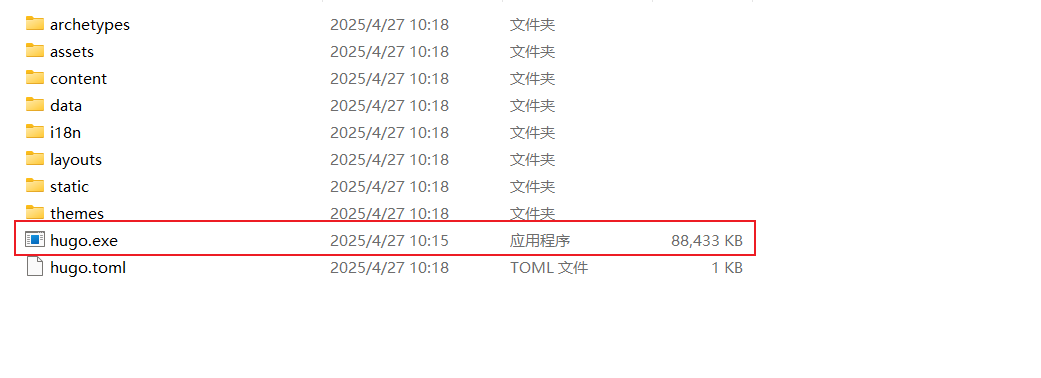 archetypes 2025/4/27 10:18 文件夹
assets 2025/4/27 10:18 文件夹
content 2025/4/27 10:18 文件夹
data 2025/4/27 10:18 文件夹
i18n 2025/4/27 10:18 文件夹
layouts 2025/4/27 10:18 文件夹
static 2025/4/27 10:18 文件夹
themes 2025/4/27 10:18 文件夹
hugo.exe 2025/4/27 10:15 应用程序 88,433 KB
hugo.toml 2025/4/27 10:18 TOML 文件 1 KB